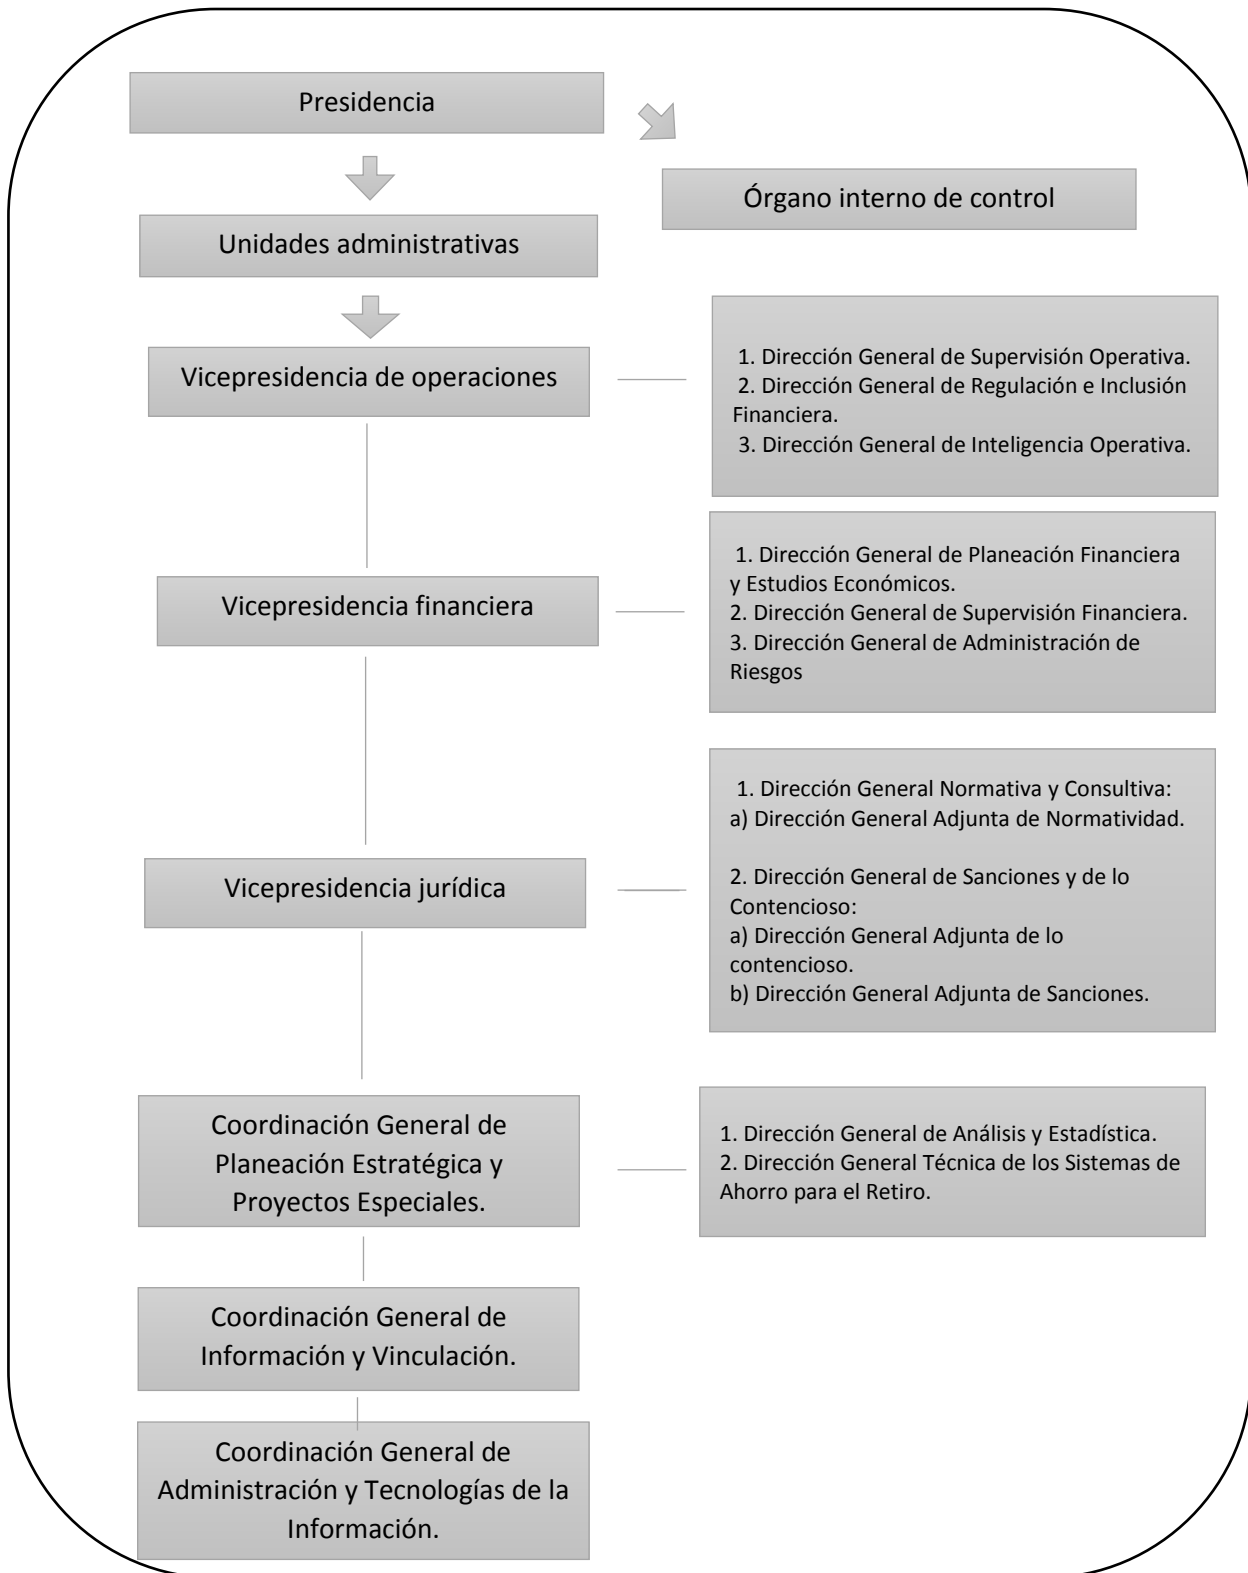 Presidencia
Órgano interno de control
Unidades administrativas
Vicepresidencia de operaciones
1. Dirección General de Supervisión Operativa.
2. Dirección General de Regulación e Inclusión
Financiera.
3. Dirección General de Inteligencia Operativa.
Vicepresidencia financiera
1. Dirección General de Planeación Financiera
y Estudios Económicos.
2. Dirección General de Supervisión Financiera.
3. Dirección General de Administración de
Riesgos
Vicepresidencia jurídica
1. Dirección General Normativa y Consultiva:
a) Dirección General Adjunta de Normatividad.
2. Dirección General de Sanciones y de lo
Contencioso:
a) Dirección General Adjunta de lo
contencioso.
b) Dirección General Adjunta de Sanciones.
Coordinación General de
Planeación Estratégica y
Proyectos Especiales.
1. Dirección General de Análisis y Estadística.
2. Dirección General Técnica de los Sistemas de
Ahorro para el Retiro.
Coordinación General de
Información y Vinculación.
Coordinación General de
Administración y Tecnologías de la
Información.